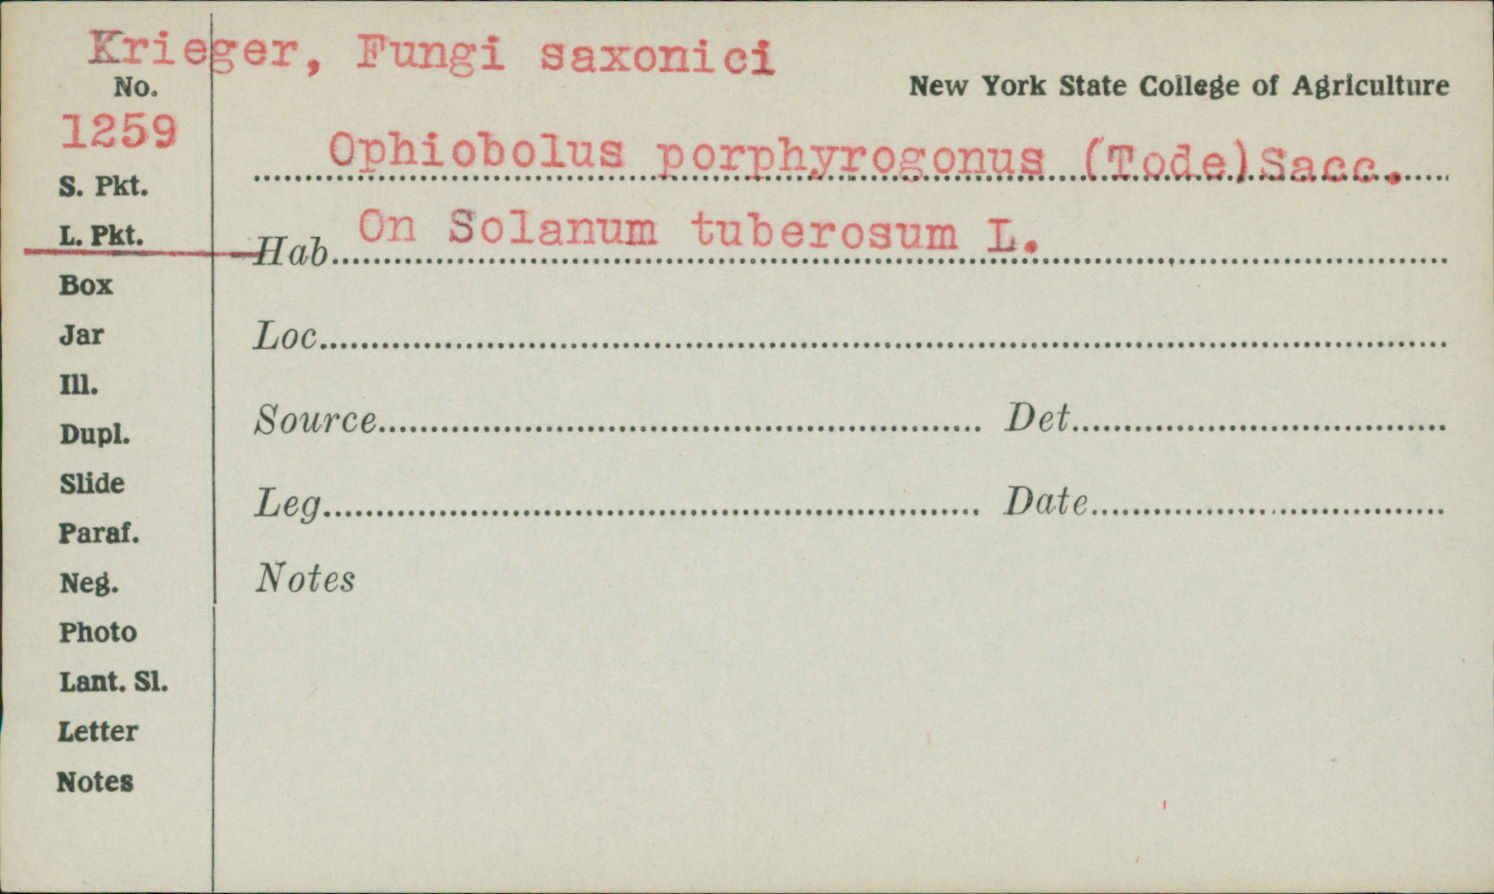 Krieger, Fungi saxonici
New York State College of Agriculture
No.
1259
Ophiobolus porphyrogonus (Tode)Sacc.
S. Pkt.
On Solanum tuberosum L.
L. Pkt.
Hab
Box
Jar
Loc
Ill.
Source Det
Dupl.
Slide
Leg Date
Paraf.
Neg.
Notes
Photo
Lant. Sl.
Letter
Notes